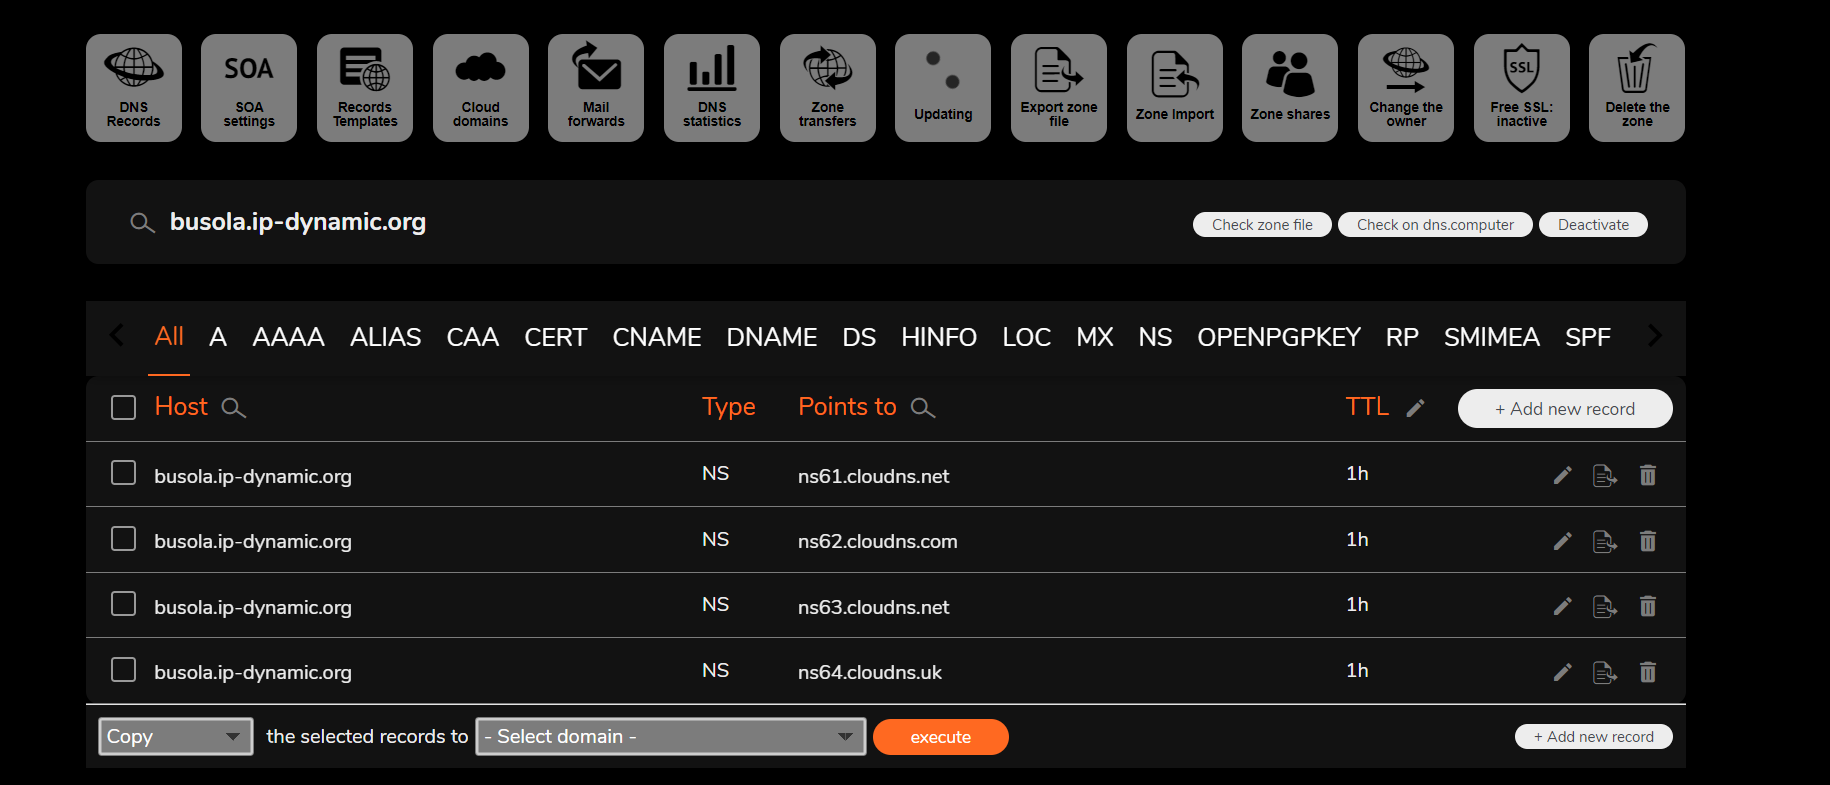 DNS Records
SOA
SOA settings
Records Templates
Cloud domains
Mail forwards
DNS statistics
Zone transfers
Updating
Export zone file
Zone Import
Zone shares
Change the owner
SSL
Free SSL: inactive
Delete the zone
busola.ip-dynamic.org
Check zone file
Check on dns.computer
Deactivate
All A AAAA ALIAS CAA CERT CNAME DNAME DS HINFO LOC MX NS OPENPGPKEY RP SMIMEA SPF
Host Type Points to TTL + Add new record
busola.ip-dynamic.org NS ns61.cloudns.net 1h
busola.ip-dynamic.org NS ns62.cloudns.com 1h
busola.ip-dynamic.org NS ns63.cloudns.net 1h
busola.ip-dynamic.org NS ns64.cloudns.uk 1h
Copy the selected records to - Select domain - execute + Add new record